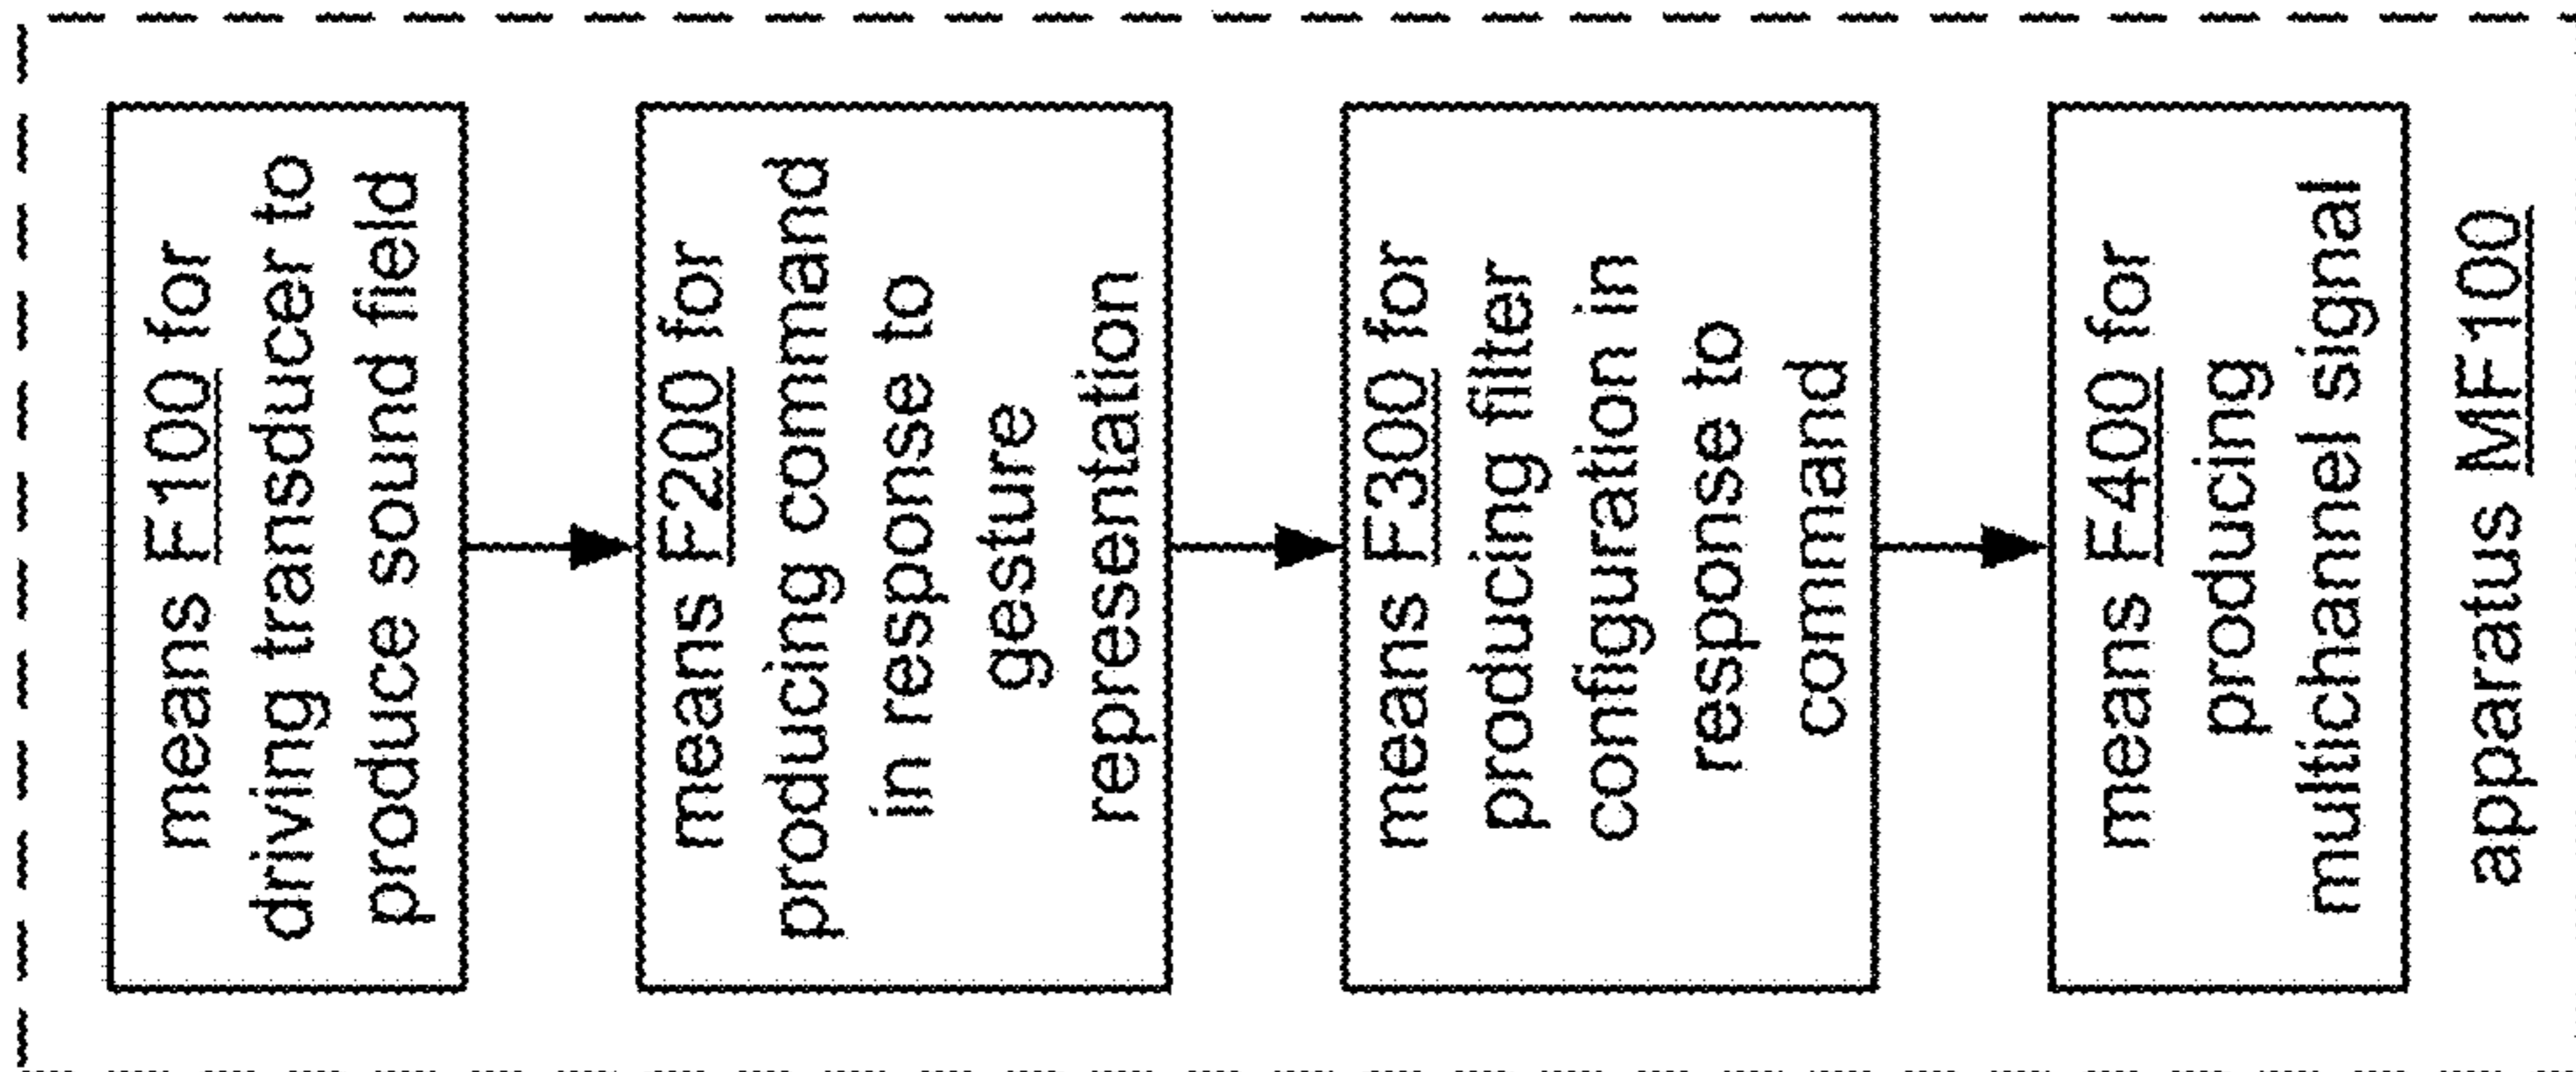 means F100 for
driving transducer to
produce sound field
means F200 for
producing command
in response to
gesture
representation
means F300 for
producing filter
configuration in
response to
command
means F400 for
producing
multichannel signal
apparatus MF100